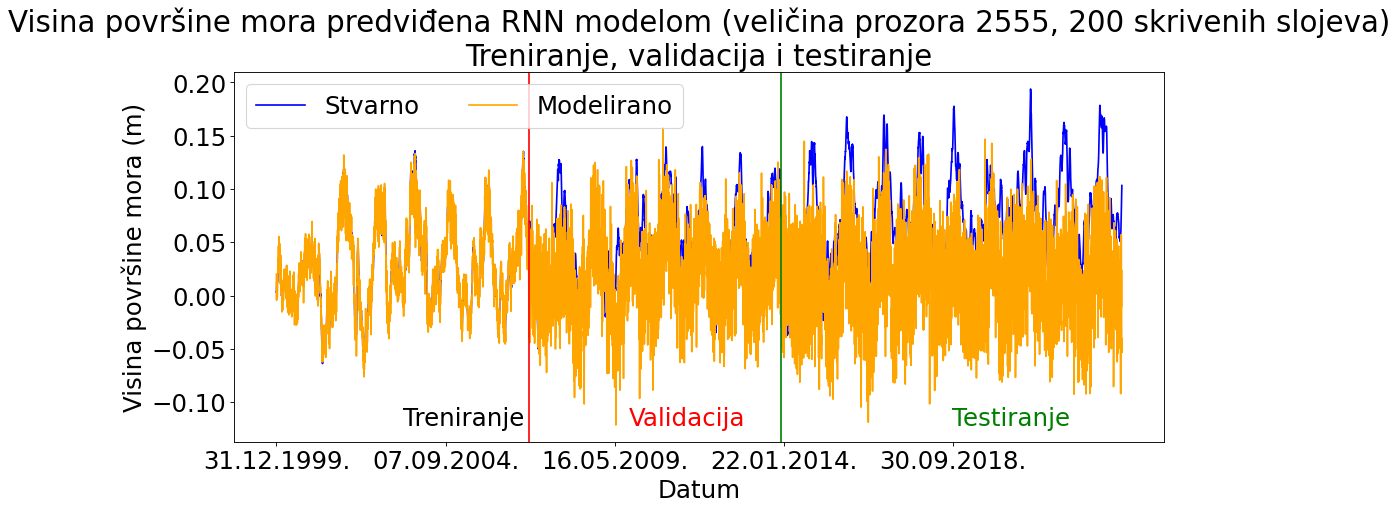 Visina površine mora predviđena RNN modelom (veličina prozora 2555, 200 skrivenih slojeva)
Treniranje, validacija i testiranje
Stvarno
Modelirano
Visina površine mora (m)
0.20
0.15
0.10
0.05
0.00
−0.05
−0.10
Treniranje
Validacija
Testiranje
31.12.1999.
07.09.2004.
16.05.2009.
22.01.2014.
30.09.2018.
Datum